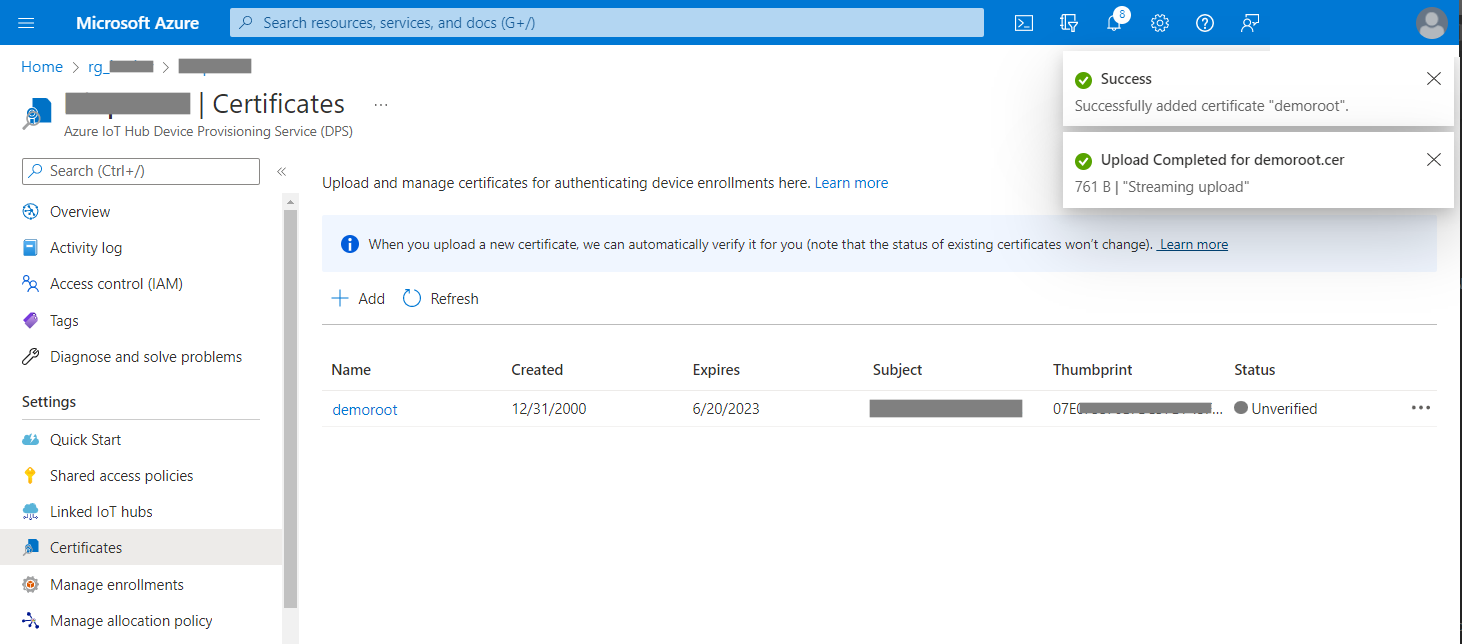 Microsoft Azure
Search resources, services, and docs (G+/)
8
Home > rg_ >
| Certificates ...
Azure IoT Hub Device Provisioning Service (DPS)
Success
Successfully added certificate "demoroot".
Upload Completed for demoroot.cer
761 B | "Streaming upload"
Search (Ctrl+/)
«
Overview
Activity log
Access control (IAM)
Tags
Diagnose and solve problems
Settings
Quick Start
Shared access policies
Linked IoT hubs
Certificates
Manage enrollments
Manage allocation policy
Upload and manage certificates for authenticating device enrollments here. Learn more
When you upload a new certificate, we can automatically verify it for you (note that the status of existing certificates won't change). Learn more
Add Refresh
Name Created Expires Subject Thumbprint Status
demoroot 12/31/2000 6/20/2023 07E ... Unverified ...